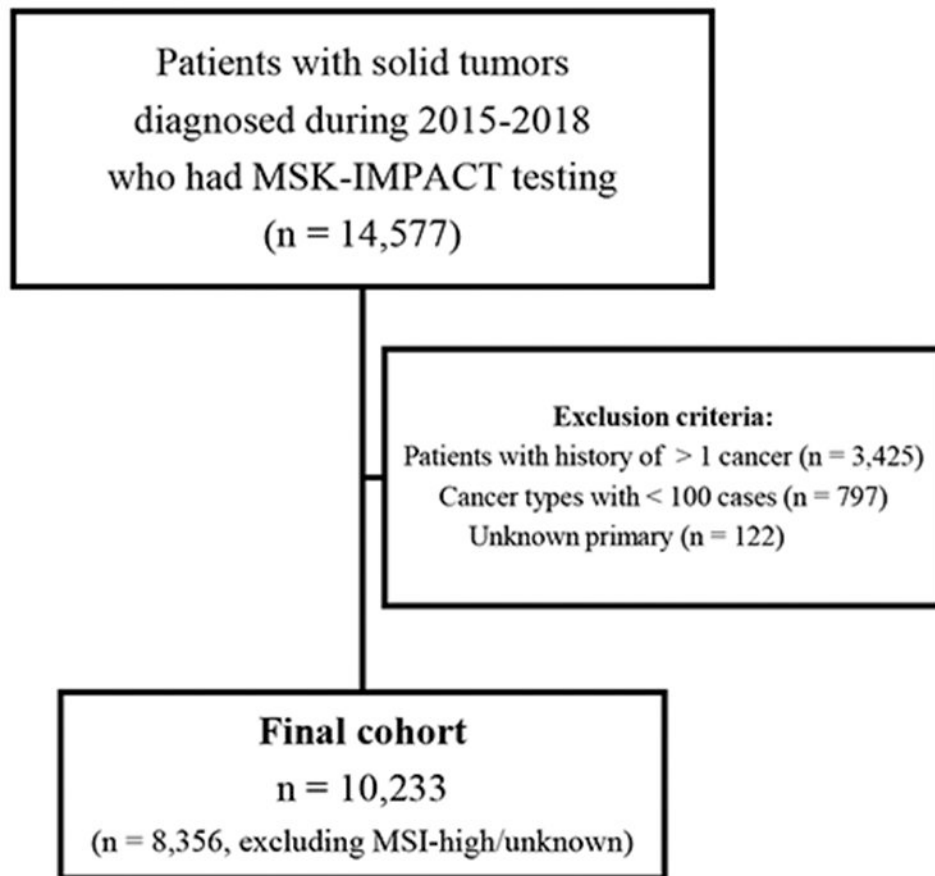 Patients with solid tumors
diagnosed during 2015-2018
who had MSK-IMPACT testing
(n = 14,577)
Exclusion criteria:
Patients with history of > 1 cancer (n = 3,425)
Cancer types with < 100 cases (n = 797)
Unknown primary (n = 122)
Final cohort
n = 10,233
(n = 8,356, excluding MSI-high/unknown)